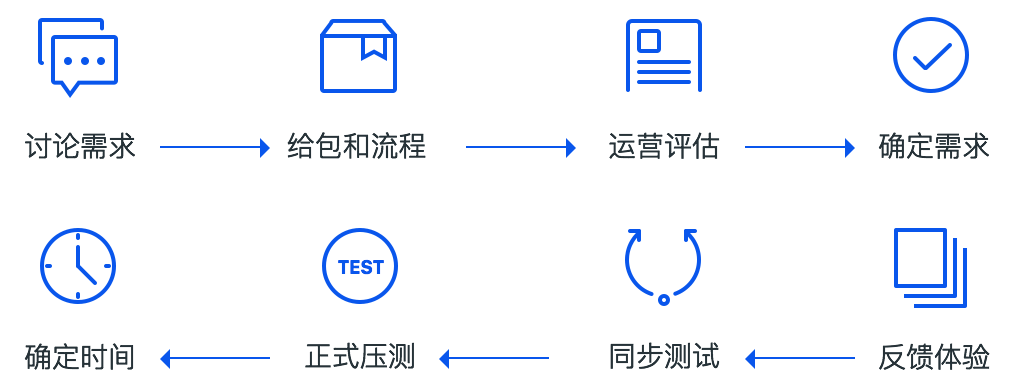 讨论需求
给包和流程
运营评估
确定需求
TEST
确定时间
正式压测
同步测试
反馈体验